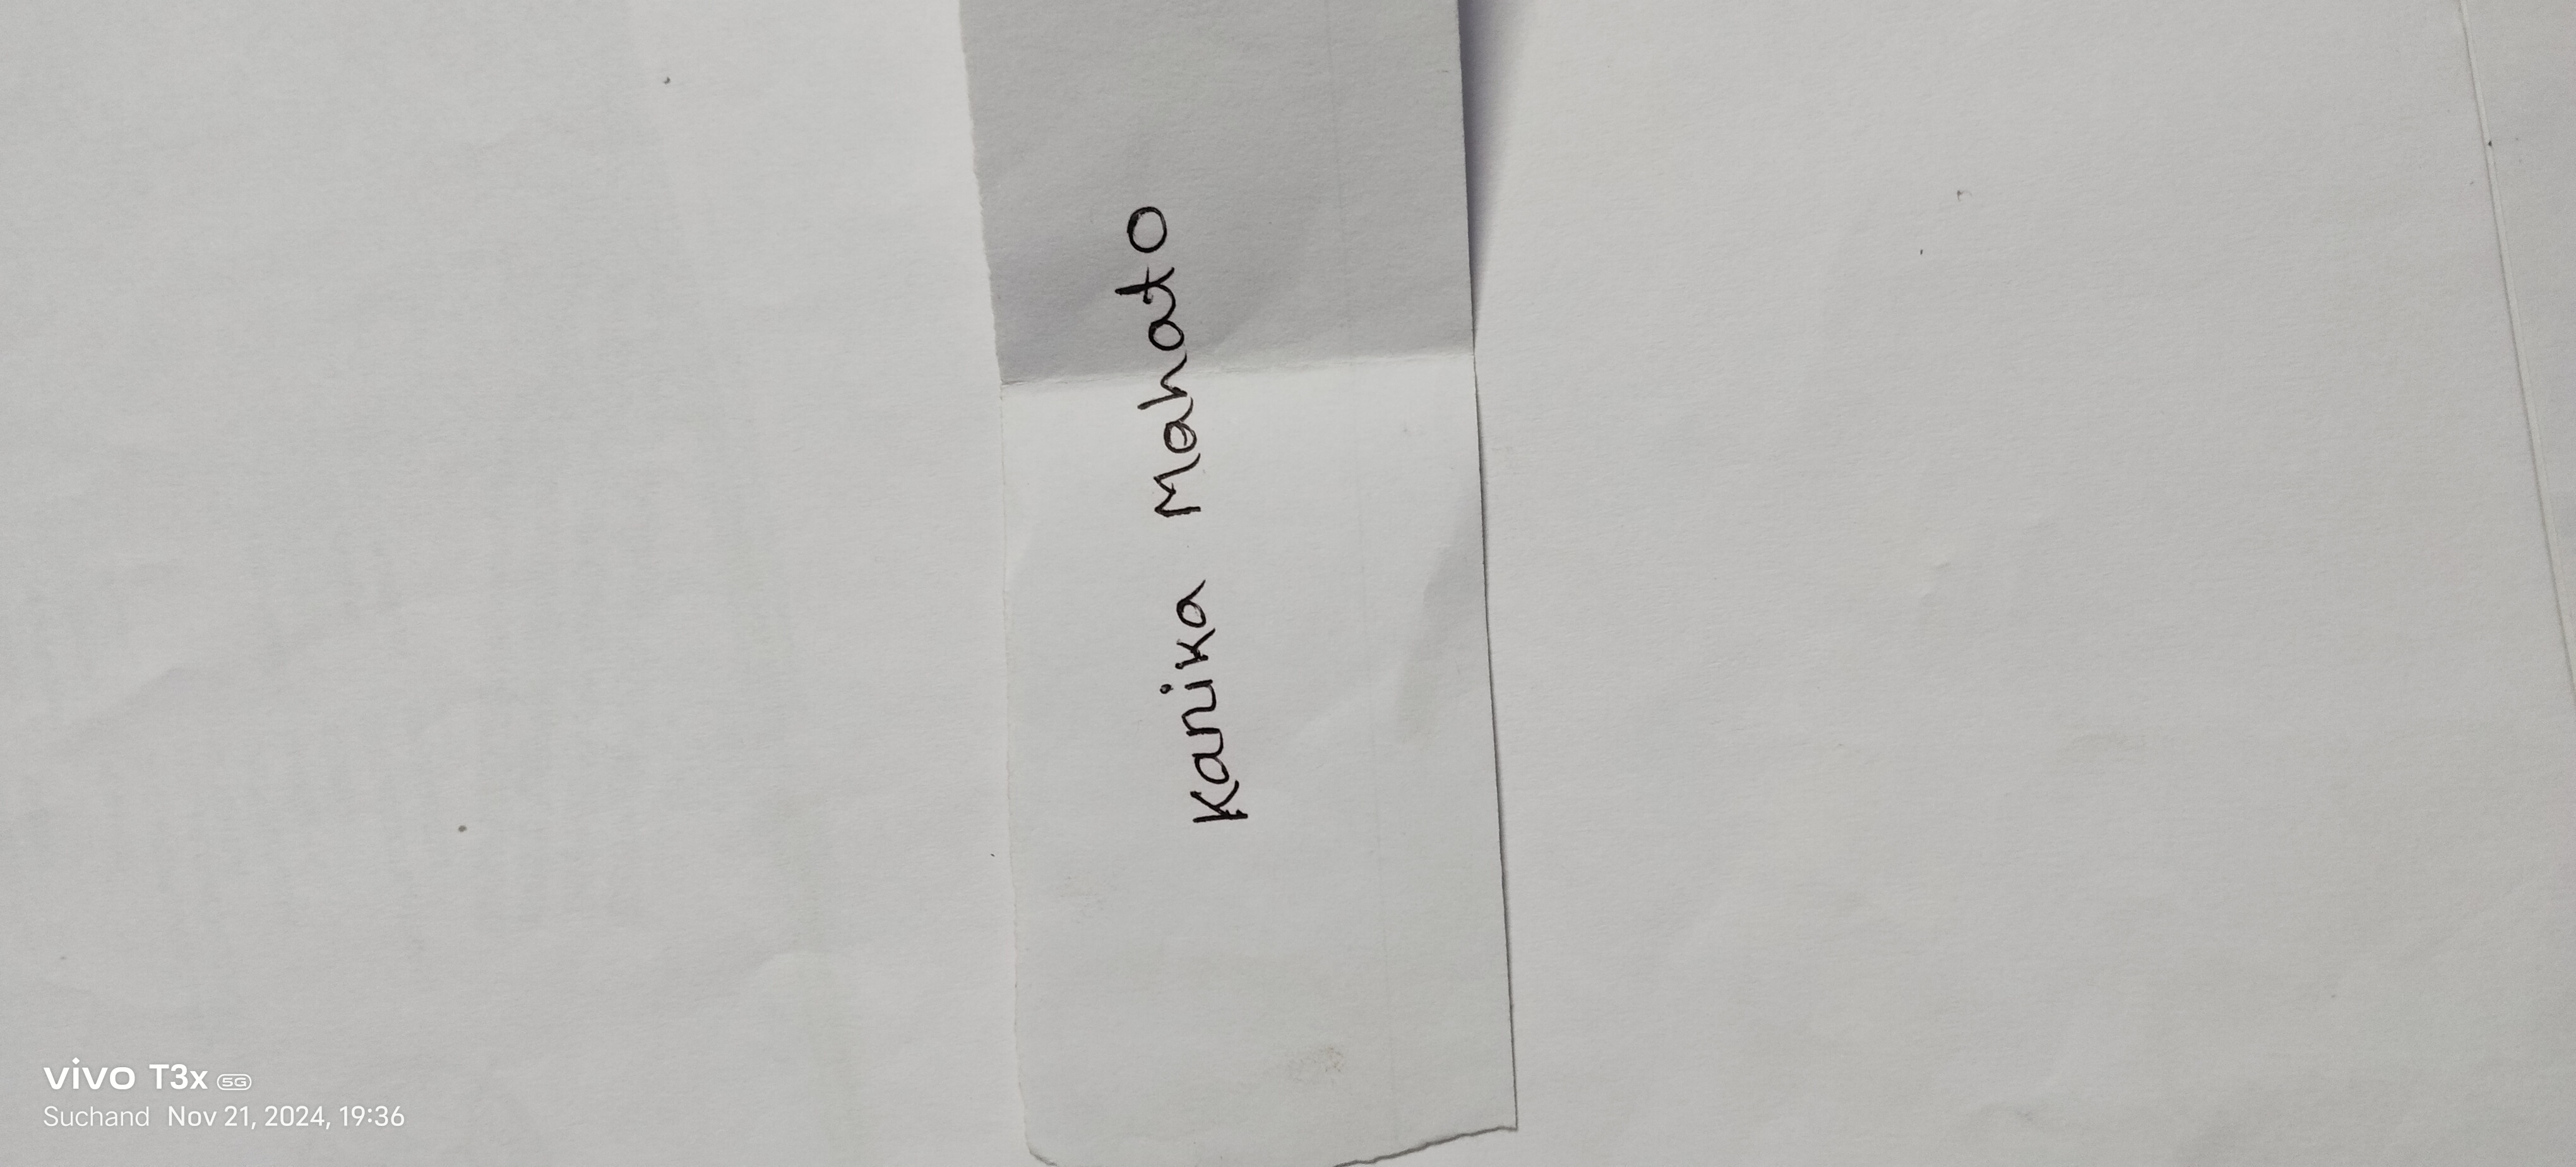 Kanika Mahato
vivo T3x 5G
Suchand Nov 21, 2024, 19:36